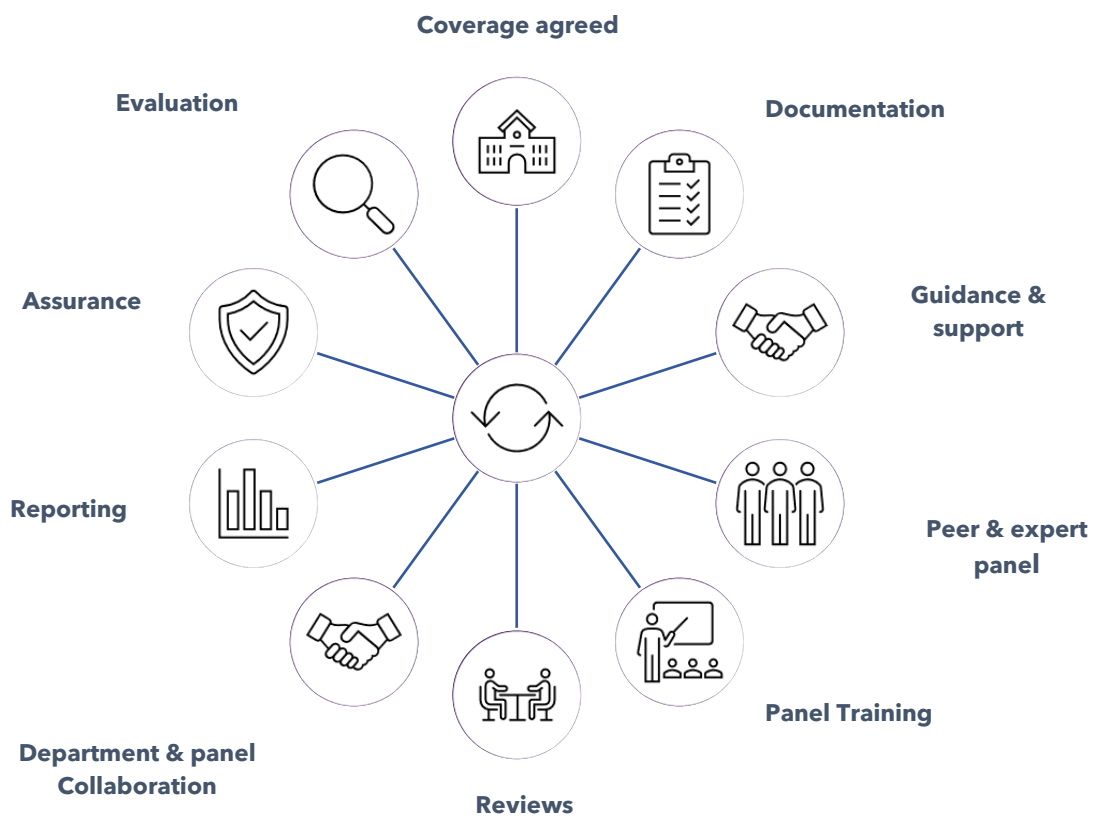 Coverage agreed
Documentation
Guidance &
support
Peer & expert
panel
Panel Training
Reviews
Department & panel
Collaboration
Reporting
Assurance
Evaluation